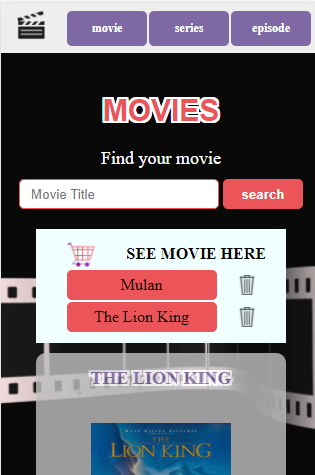 movie series episode
MOVIES
Find your movie
Movie Title search
SEE MOVIE HERE
Mulan
The Lion King
THE LION KING
WALT DISNEY PICTURES
THE
LION KING